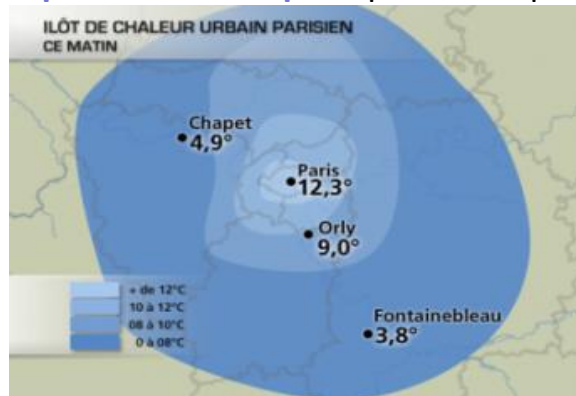 ILÔT DE CHALEUR URBAIN PARISIEN
CE MATIN
Chapet
4,9°
Paris
12,3°
Orly
9,0°
+ de 12°C
10 à 12°C
08 à 10°C
0 à 08°C
Fontainebleau
3,8°